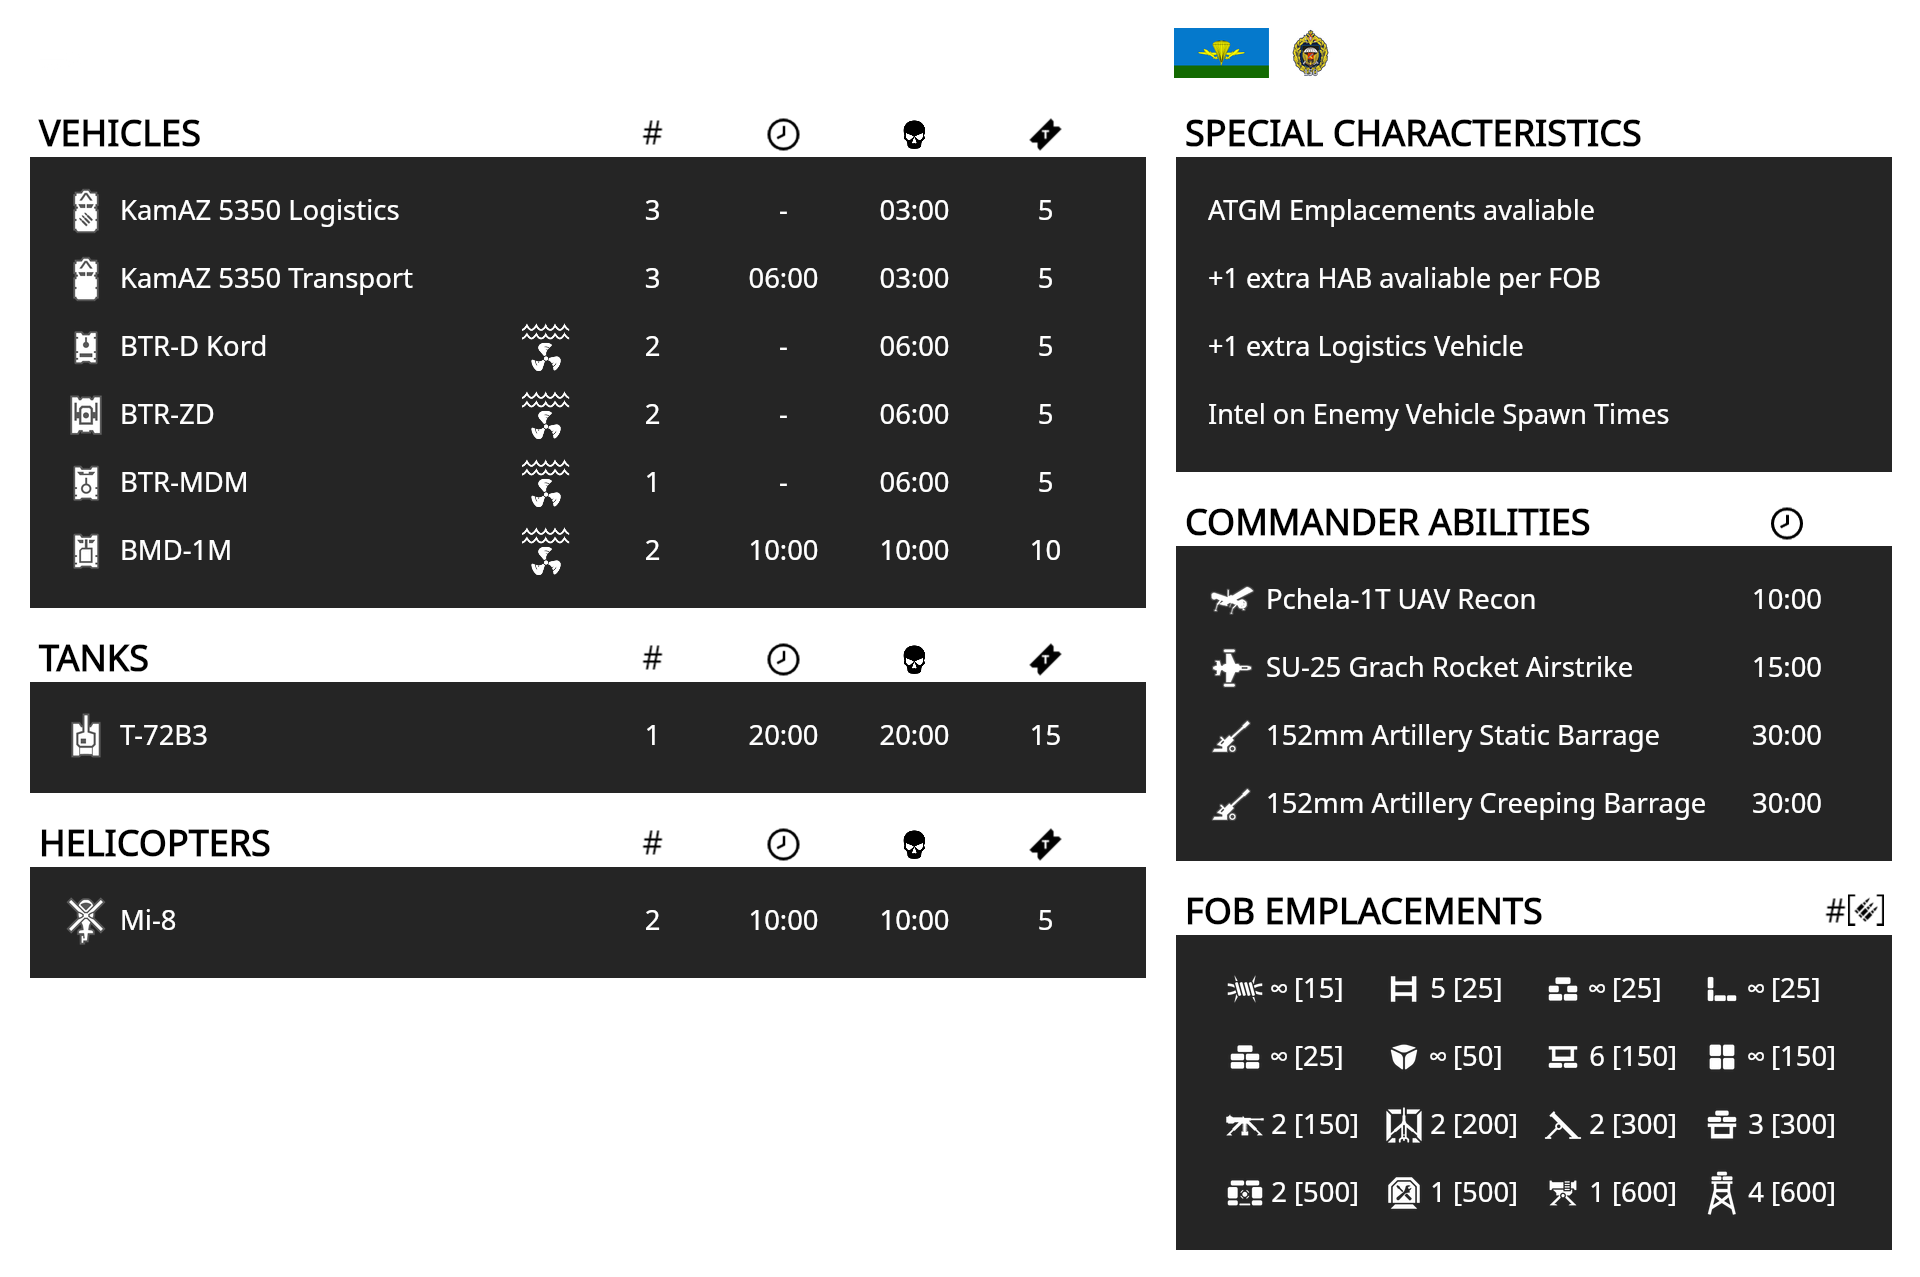 VEHICLES #
KamAZ 5350 Logistics 3 - 03:00 5
KamAZ 5350 Transport 3 06:00 03:00 5
BTR-D Kord 2 - 06:00 5
BTR-ZD 2 - 06:00 5
BTR-MDM 1 - 06:00 5
BMD-1M 2 10:00 10:00 10
TANKS #
T-72B3 1 20:00 20:00 15
HELICOPTERS #
Mi-8 2 10:00 10:00 5
SPECIAL CHARACTERISTICS
ATGM Emplacements avaliable
+1 extra HAB avaliable per FOB
+1 extra Logistics Vehicle
Intel on Enemy Vehicle Spawn Times
COMMANDER ABILITIES
Pchela-1T UAV Recon 10:00
SU-25 Grach Rocket Airstrike 15:00
152mm Artillery Static Barrage 30:00
152mm Artillery Creeping Barrage 30:00
FOB EMPLACEMENTS #[]
∞ [15] 5 [25] ∞ [25] ∞ [25]
∞ [25] ∞ [50] 6 [150] ∞ [150]
2 [150] 2 [200] 2 [300] 3 [300]
2 [500] 1 [500] 1 [600] 4 [600]